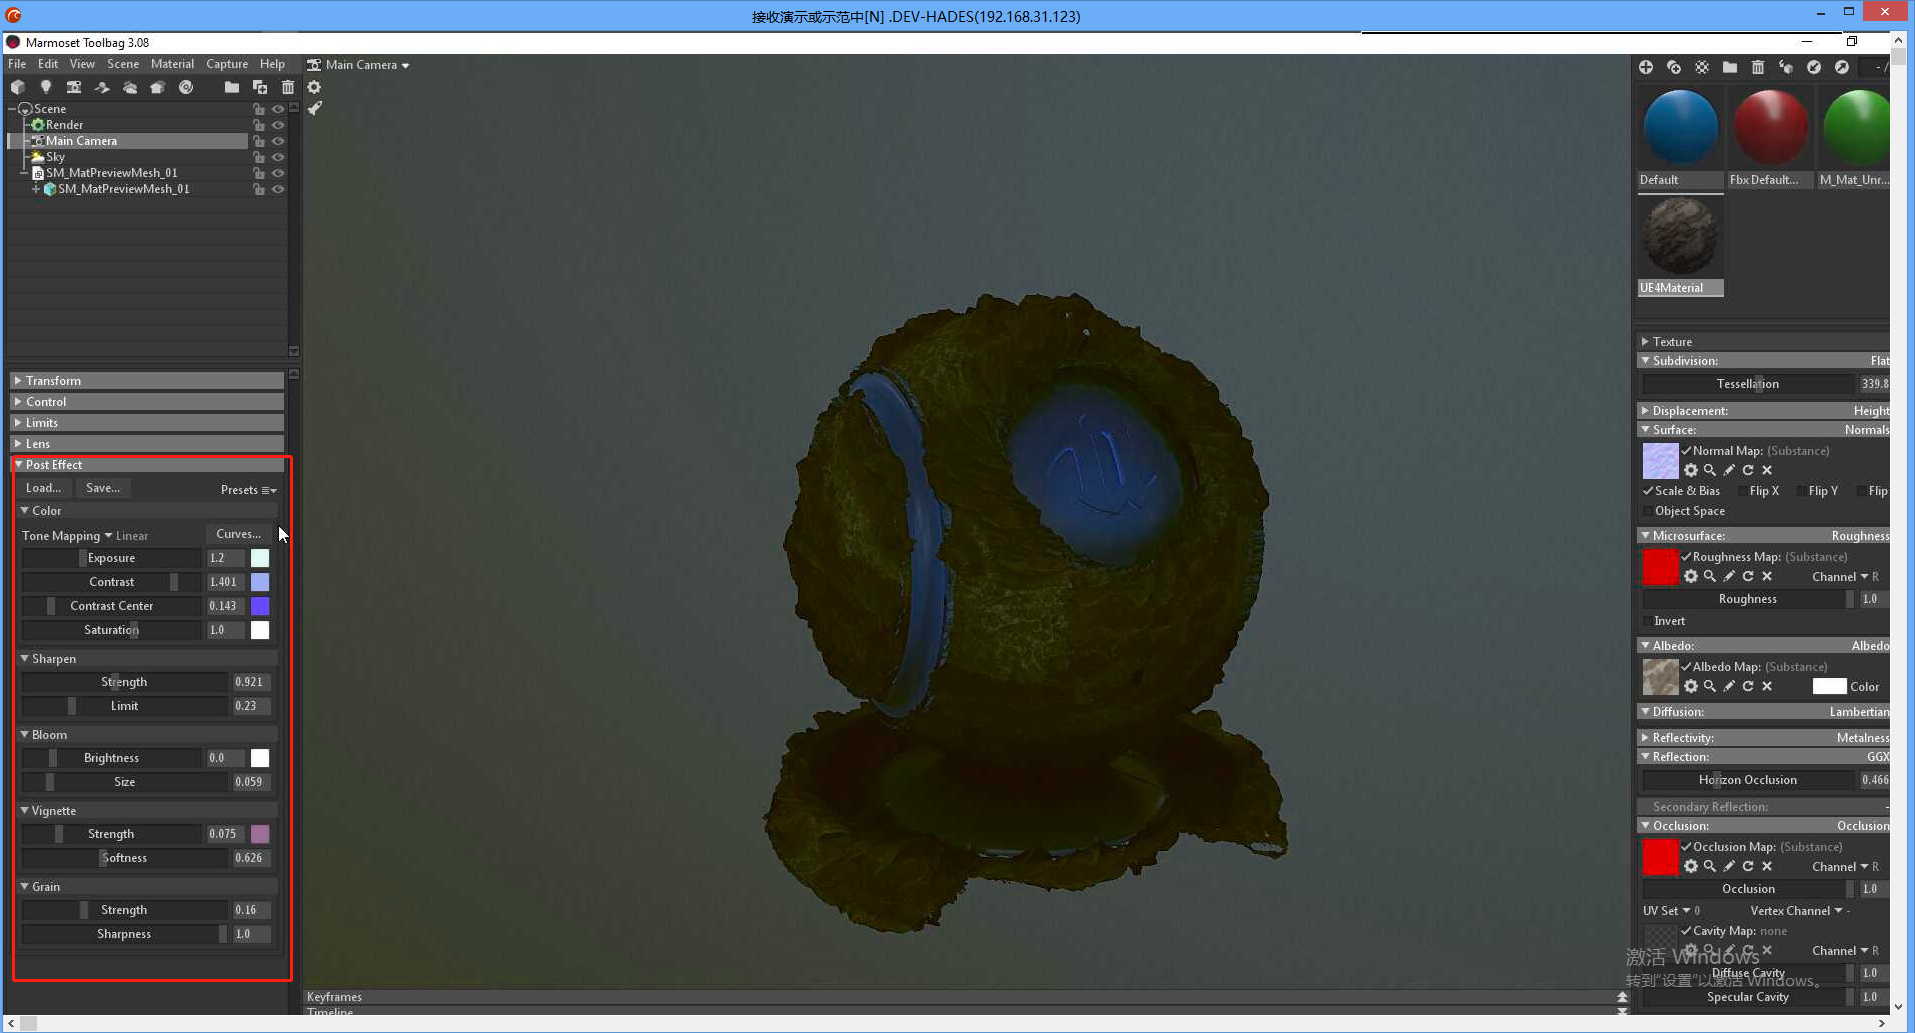 接收演示或示范中[N] .DEV-HADES(192.168.31.123)
Marmoset Toolbag 3.08
File Edit View Scene Material Capture Help
Main Camera
Scene
Render
Main Camera
Sky
SM_MatPreviewMesh_01
SM_MatPreviewMesh_01
Transform
Control
Limits
Lens
Post Effect
Load... Save... Presets
Color
Tone Mapping Linear Curves...
Exposure 1.2
Contrast 1.401
Contrast Center 0.143
Saturation 1.0
Sharpen
Strength 0.921
Limit 0.23
Bloom
Brightness 0.0
Size 0.059
Vignette
Strength 0.075
Softness 0.626
Grain
Strength 0.16
Sharpness 1.0
Keyframes
Timeline
- /
Default Fbx Default... M_Mat_Unr...
UE4Material
Texture
Subdivision: Flat
Tessellation 339.8
Displacement: Height
Surface: Normals
Normal Map: (Substance)
Scale & Bias Flip X Flip Y Flip
Object Space
Microsurface: Roughness
Roughness Map: (Substance)
Channel R
Roughness 1.0
Invert
Albedo: Albedo
Albedo Map: (Substance)
Color
Diffusion: Lambertian
Reflectivity: Metalness
Reflection: GGX
Horizon Occlusion 0.466
Secondary Reflection: -
Occlusion: Occlusion
Occlusion Map: (Substance)
Channel R
Occlusion 1.0
UV Set 0 Vertex Channel -
Cavity Map: none
Channel R
Diffuse Cavity 1.0
Specular Cavity 1.0
激活 Windows
转到"设置"以激活 Windows。